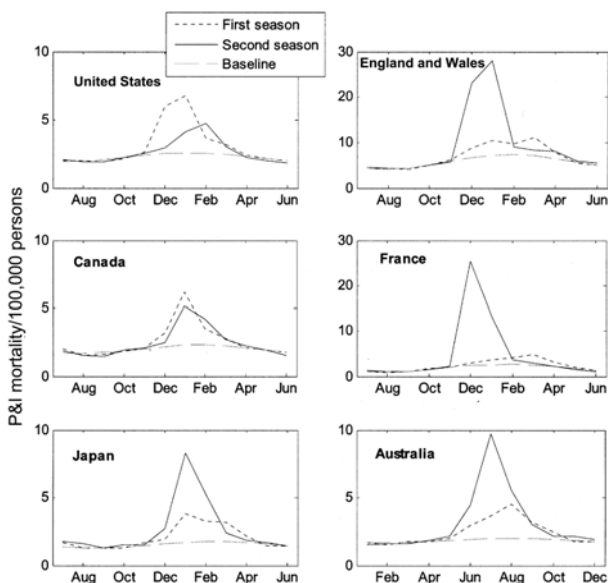 First season
Second season
Baseline
P&I mortality/100,000 persons
United States
10
5
0
Aug Oct Dec Feb Apr Jun
England and Wales
30
20
10
0
Aug Oct Dec Feb Apr Jun
Canada
10
5
0
Aug Oct Dec Feb Apr Jun
France
30
20
10
0
Aug Oct Dec Feb Apr Jun
Japan
10
5
0
Aug Oct Dec Feb Apr Jun
Australia
10
5
0
Feb Apr Jun Aug Oct Dec